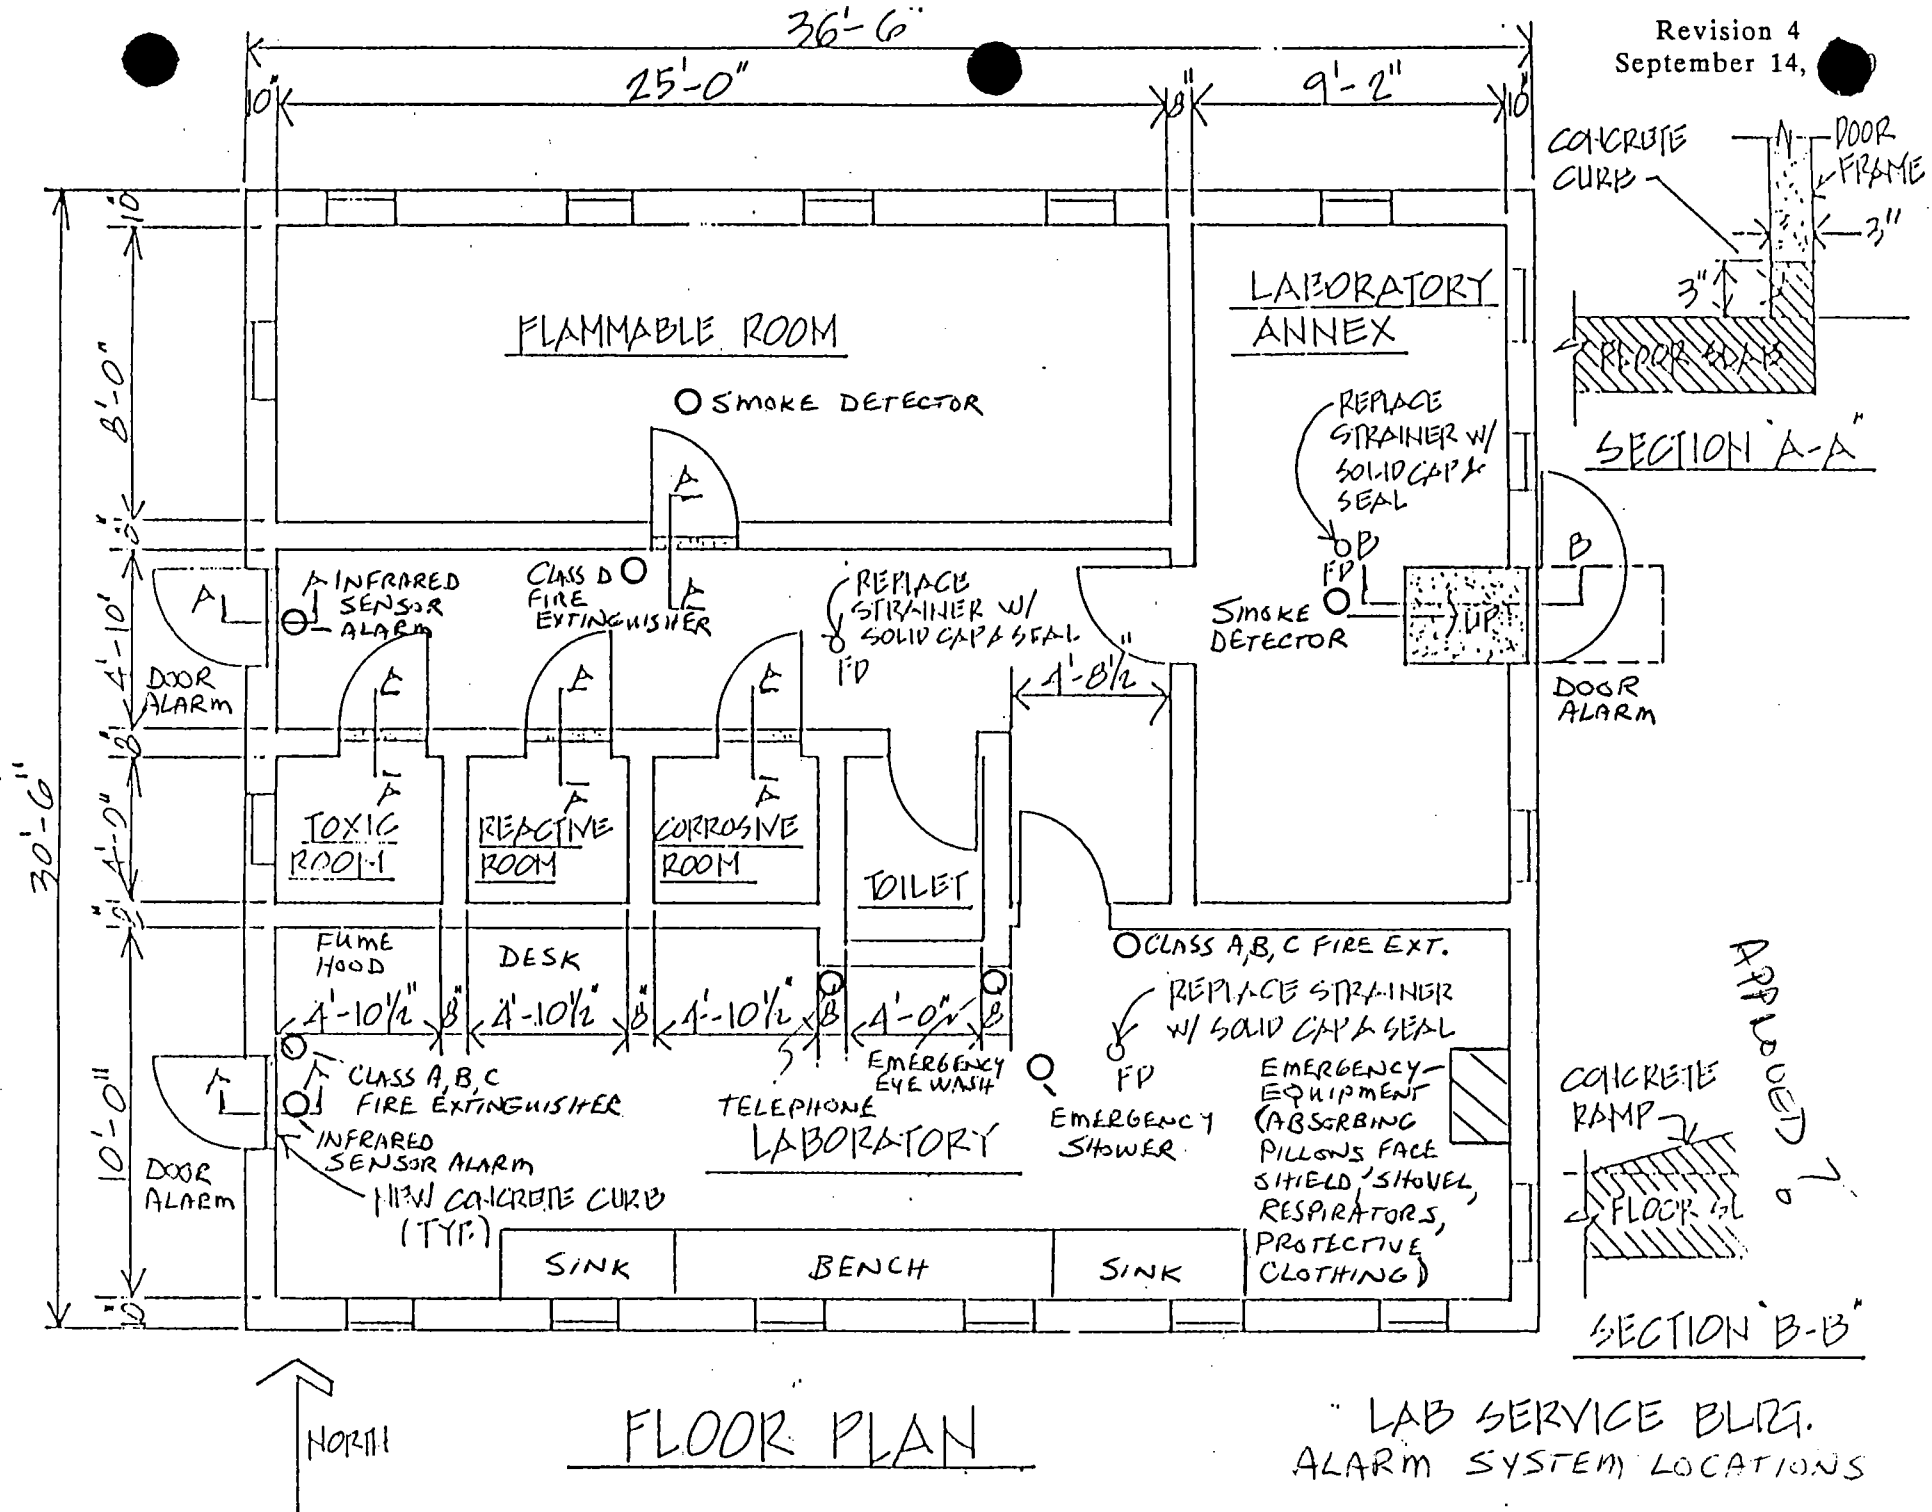 Revision 4
September 14,
36'-6"
10"
25'-0"
8"
9'-2"
10"
CONCRETE
CURB
DOOR
FRAME
3"
3"
FLOOR SLAB
SECTION "A-A"
10"
8'-0"
8"
4'-10"
8"
4'-0"
10'-0"
10"
30'-6"
FLAMMABLE ROOM
SMOKE DETECTOR
LABORATORY
ANNEX
REPLACE
STRAINER W/
SOLID CAP &
SEAL
FD
B
B
UP
SMOKE
DETECTOR
DOOR
ALARM
A
A
A
A
INFRARED
SENSOR
ALARM
CLASS D
FIRE
EXTINGUISHER
REPLACE
STRAINER W/
SOLID CAP & SEAL
FD
4'-8 1/2"
DOOR
ALARM
A
A
A
A
A
A
TOXIC
ROOM
REACTIVE
ROOM
CORROSIVE
ROOM
TOILET
FUME
HOOD
DESK
4'-10 1/2"
8"
4'-10 1/2"
8"
4'-10 1/2"
8
4'-0"
8
CLASS A,B,C FIRE EXT.
REPLACE STRAINER
W/ SOLID CAP & SEAL
FD
A
A
CLASS A,B,C
FIRE EXTINGUISHER
INFRARED
SENSOR ALARM
NEW CONCRETE CURB
(TYP.)
DOOR
ALARM
TELEPHONE
EMERGENCY
EYE WASH
LABORATORY
EMERGENCY
SHOWER
EMERGENCY
EQUIPMENT
(ABSORBING
PILLOWS FACE
SHIELD, SHOVEL,
RESPIRATORS,
PROTECTIVE
CLOTHING)
SINK
BENCH
SINK
APPROVED ?
CONCRETE
RAMP
FLOOR SL
SECTION "B-B"
NORTH
FLOOR PLAN
LAB SERVICE BLDG.
ALARM SYSTEM LOCATIONS